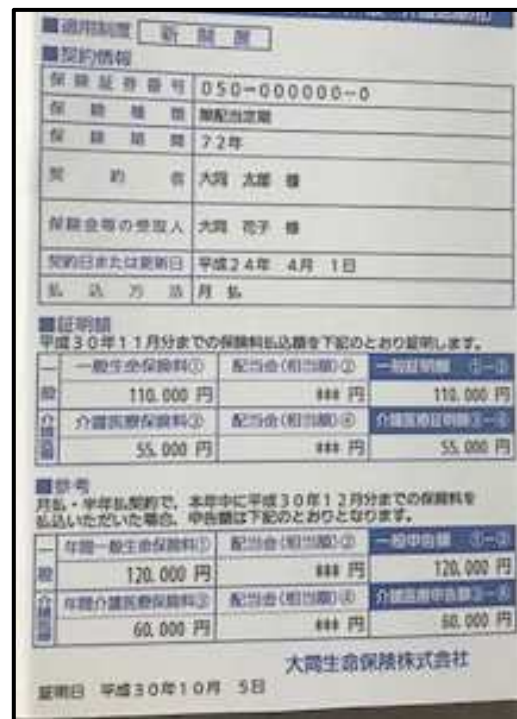 ■適用制度 新制度
■契約情報
保険証券番号 050-000000-0
保険種類 無配当定期
保険期間 72年
契約者 大同 太郎 様
保険金等の受取人 大同 花子 様
契約日または更新日 平成24年 4月 1日
払込方法 月 払
■証明額
平成30年11月分までの保険料払込額を下記のとおり証明します。
一般 一般生命保険料① 配当金(相当額)② 一般証明額 ①-②
110,000 円 *** 円 110,000 円
介護医療 介護医療保険料③ 配当金(相当額)④ 介護医療証明額③-④
55,000 円 *** 円 55,000 円
■参考
月払・半年払契約で、本年中に平成30年12月分までの保険料を
払込いただいた場合、申告額は下記のとおりとなります。
一般 年間一般生命保険料① 配当金(相当額)② 一般申告額 ①-②
120,000 円 *** 円 120,000 円
介護医療 年間介護医療保険料③ 配当金(相当額)④ 介護医療申告額③-④
60,000 円 *** 円 60,000 円
大同生命保険株式会社
証明日 平成30年10月 5日